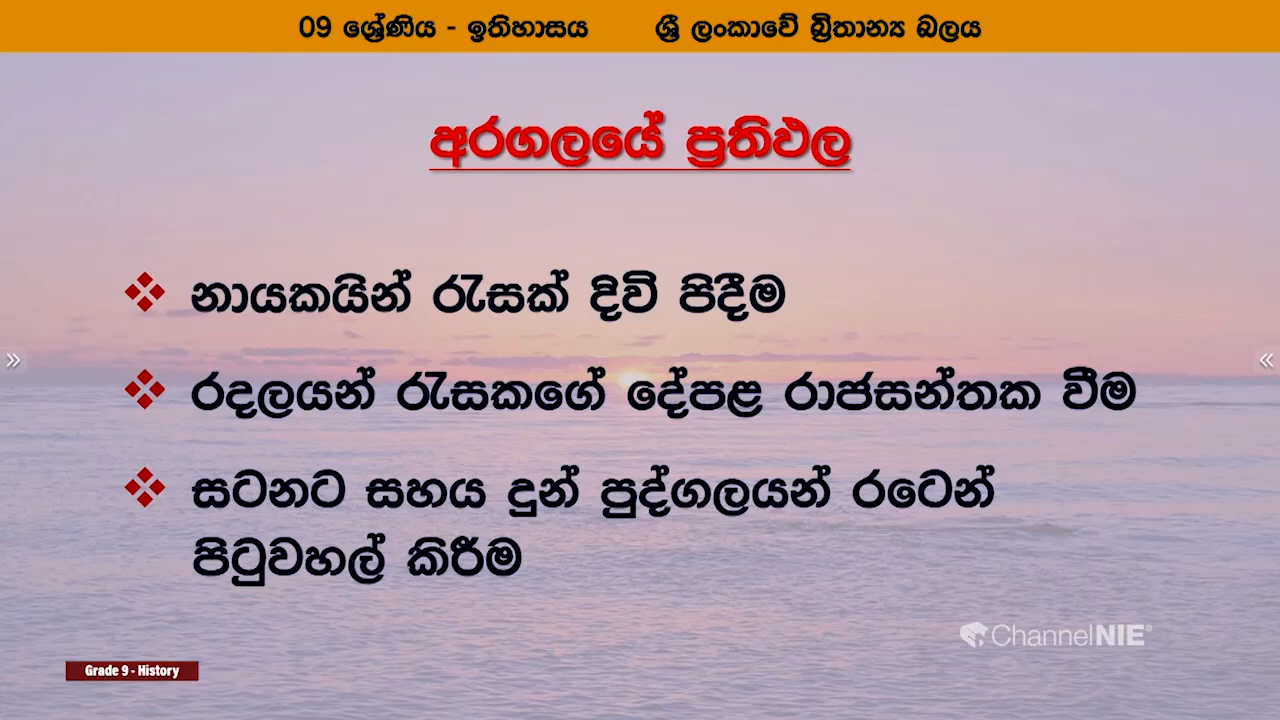 09 ශ්‍රේණිය - ඉතිහාසය ශ්‍රී ලංකාවේ බ්‍රිතාන්‍ය බලය
අරගලයේ ප්‍රතිඵල
නායකයින් රැසක් දිවි පිදීම
රදලයන් රැසකගේ දේපළ රාජසන්තක වීම
සටනට සහය දුන් පුද්ගලයන් රටෙන්
පිටුවහල් කිරීම
ChannelNIE®
Grade 9 - History